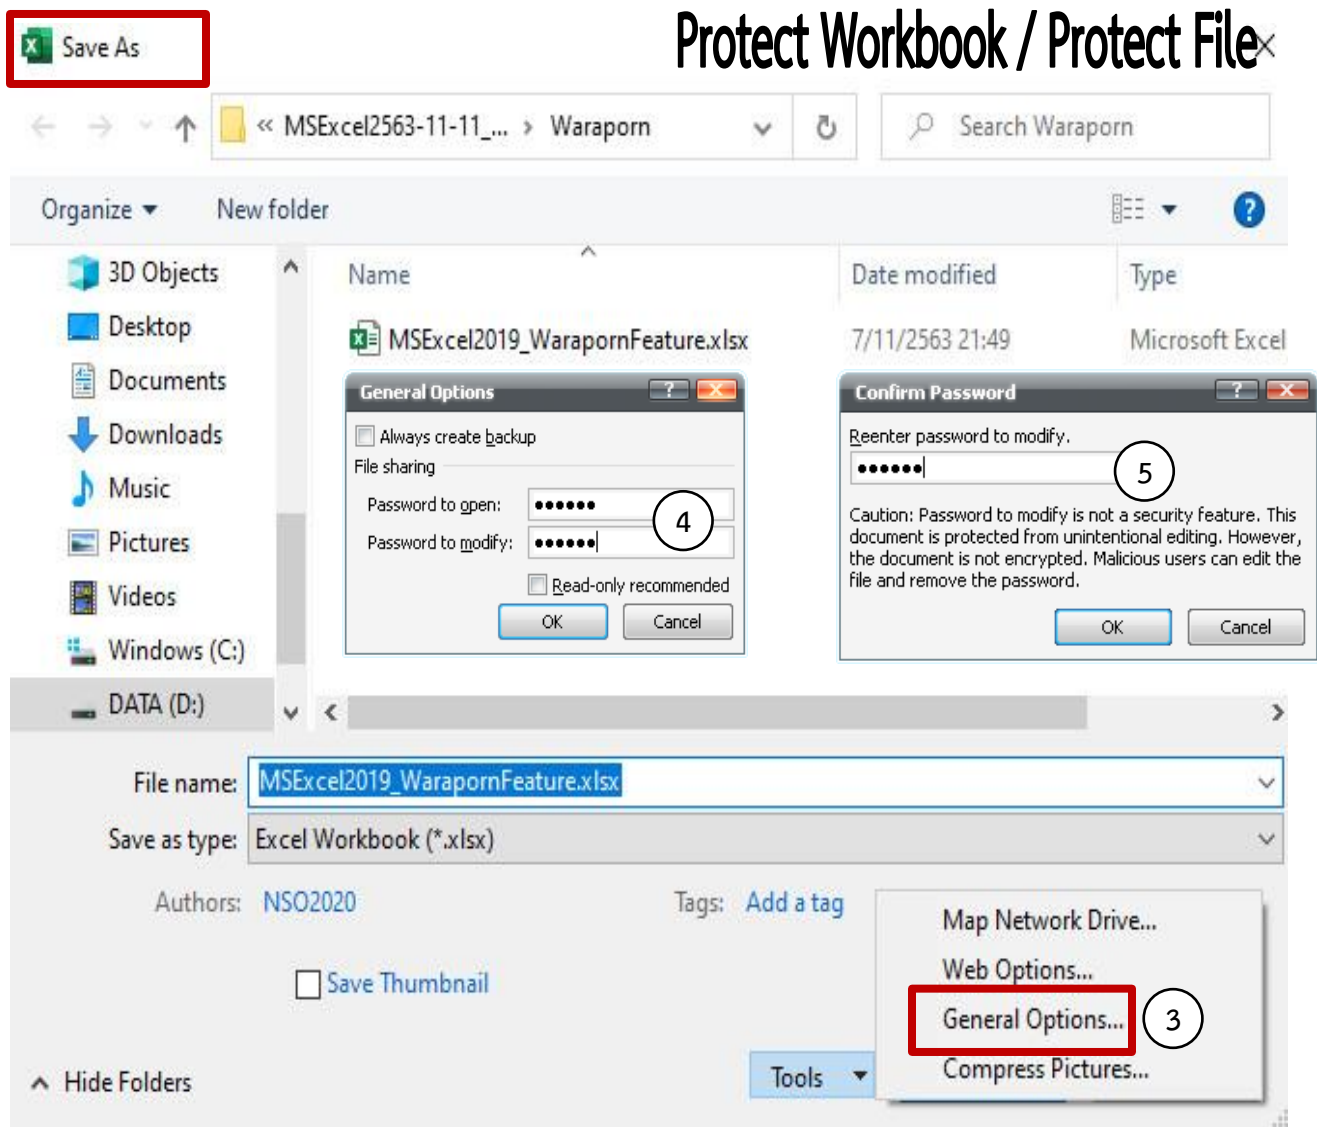 Save As
Protect Workbook / Protect File
« MSExcel2563-11-11_... › Waraporn
Search Waraporn
Organize
New folder
3D Objects
Desktop
Documents
Downloads
Music
Pictures
Videos
Windows (C:)
DATA (D:)
Name
Date modified
Type
MSExcel2019_WarapornFeature.xlsx
7/11/2563 21:49
Microsoft Excel
General Options
Always create backup
File sharing
Password to open: ●●●●●●
Password to modify: ●●●●●●
4
Read-only recommended
OK
Cancel
Confirm Password
Reenter password to modify.
●●●●●●
5
Caution: Password to modify is not a security feature. This
document is protected from unintentional editing. However,
the document is not encrypted. Malicious users can edit the
file and remove the password.
OK
Cancel
File name: MSExcel2019_WarapornFeature.xlsx
Save as type: Excel Workbook (*.xlsx)
Authors: NSO2020
Tags: Add a tag
Save Thumbnail
Map Network Drive...
Web Options...
General Options...
3
Compress Pictures...
Hide Folders
Tools